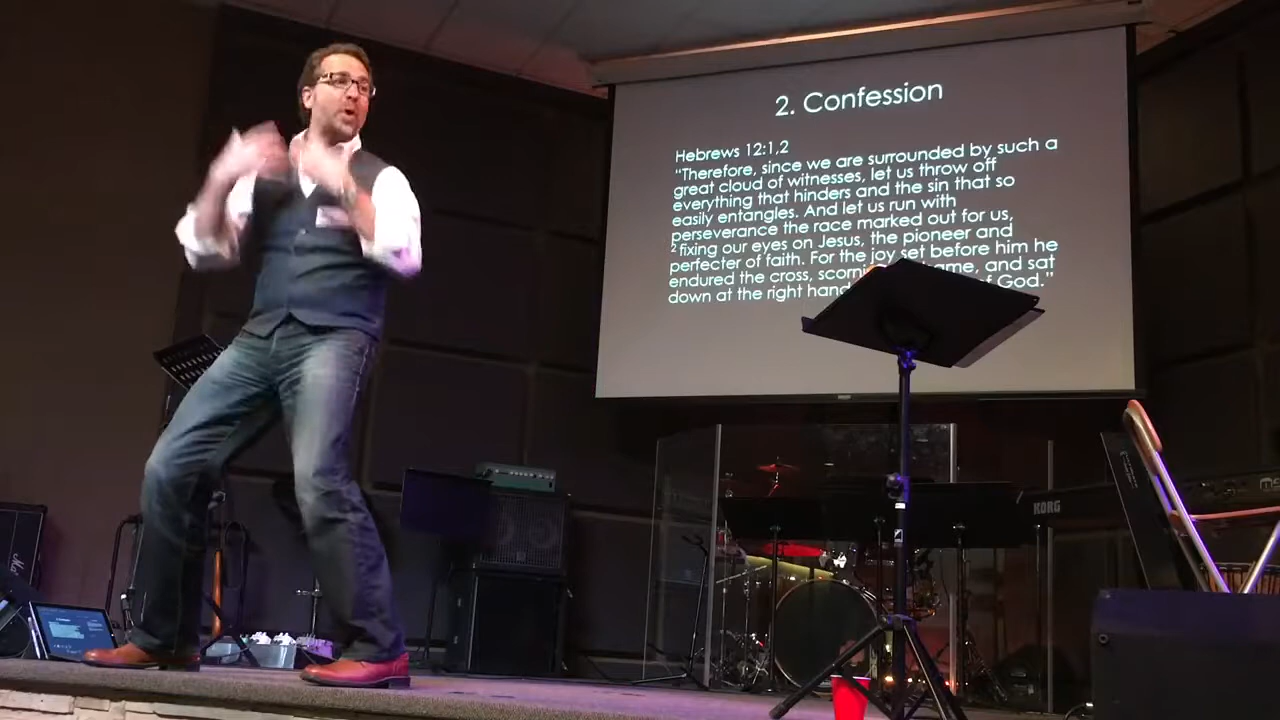 2. Confession
Hebrews 12:1,2
"Therefore, since we are surrounded by such a
great cloud of witnesses, let us throw off
everything that hinders and the sin that so
easily entangles. And let us run with
perseverance the race marked out for us,
2 fixing our eyes on Jesus, the pioneer and
perfecter of faith. For the joy set before him he
endured the cross, and sat
down at the right hand God."
KORG